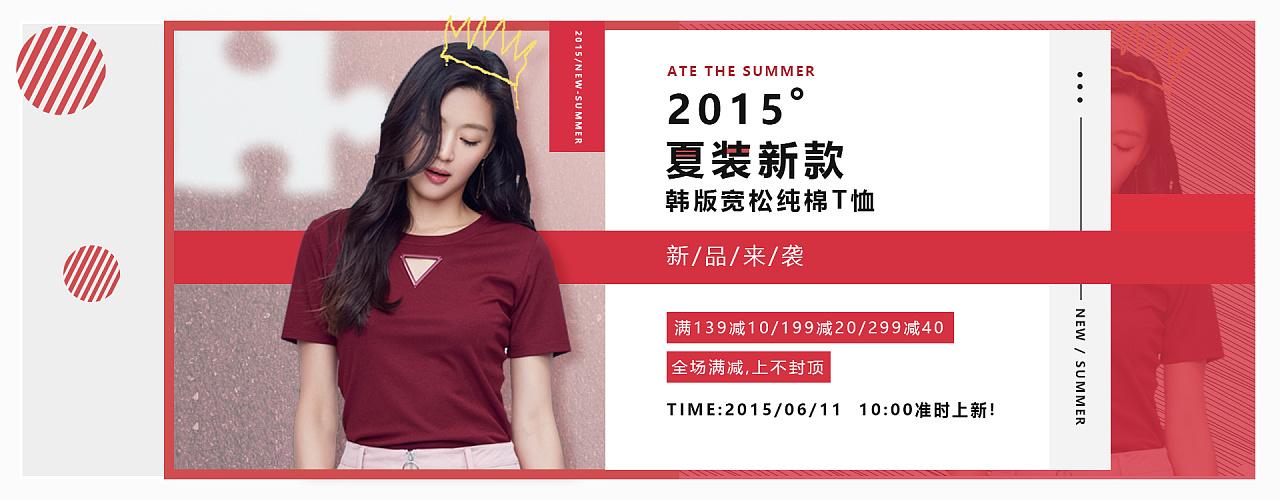 2015/NEW-SUMMER
ATE THE SUMMER
2015°
夏装新款
韩版宽松纯棉T恤
新/品/来/袭
满139减10/199减20/299减40
全场满减,上不封顶
TIME:2015/06/11 10:00准时上新!
NEW / SUMMER